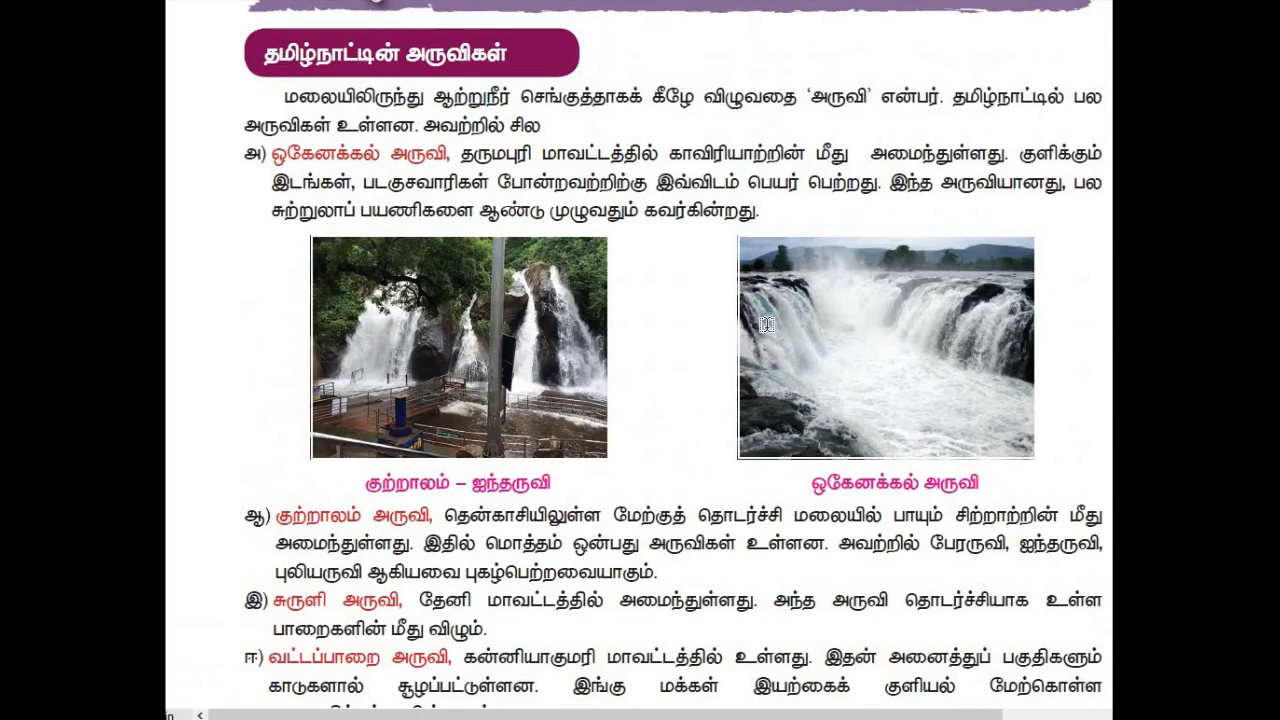 தமிழ்நாட்டின் அருவிகள்
மலையிலிருந்து ஆற்றுநீர் செங்குத்தாகக் கீழே விழுவதை ‘அருவி’ என்பர். தமிழ்நாட்டில் பல
அருவிகள் உள்ளன. அவற்றில் சில
அ) ஒகேனக்கல் அருவி, தருமபுரி மாவட்டத்தில் காவிரியாற்றின் மீது அமைந்துள்ளது. குளிக்கும்
இடங்கள், படகுசவாரிகள் போன்றவற்றிற்கு இவ்விடம் பெயர் பெற்றது. இந்த அருவியானது, பல
சுற்றுலாப் பயணிகளை ஆண்டு முழுவதும் கவர்கின்றது.
குற்றாலம் – ஐந்தருவி
ஒகேனக்கல் அருவி
ஆ) குற்றாலம் அருவி, தென்காசியிலுள்ள மேற்குத் தொடர்ச்சி மலையில் பாயும் சிற்றாற்றின் மீது
அமைந்துள்ளது. இதில் மொத்தம் ஒன்பது அருவிகள் உள்ளன. அவற்றில் பேரருவி, ஐந்தருவி,
புலியருவி ஆகியவை புகழ்பெற்றவையாகும்.
இ) சுருளி அருவி, தேனி மாவட்டத்தில் அமைந்துள்ளது. அந்த அருவி தொடர்ச்சியாக உள்ள
பாறைகளின் மீது விழும்.
ஈ) வட்டப்பாறை அருவி, கன்னியாகுமரி மாவட்டத்தில் உள்ளது. இதன் அனைத்துப் பகுதிகளும்
காடுகளால் சூழப்பட்டுள்ளன. இங்கு மக்கள் இயற்கைக் குளியல் மேற்கொள்ள
in